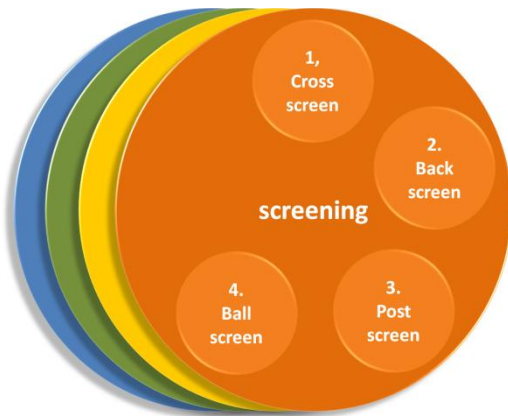 1,
Cross
screen
2.
Back
screen
screening
4.
Ball
screen
3.
Post
screen